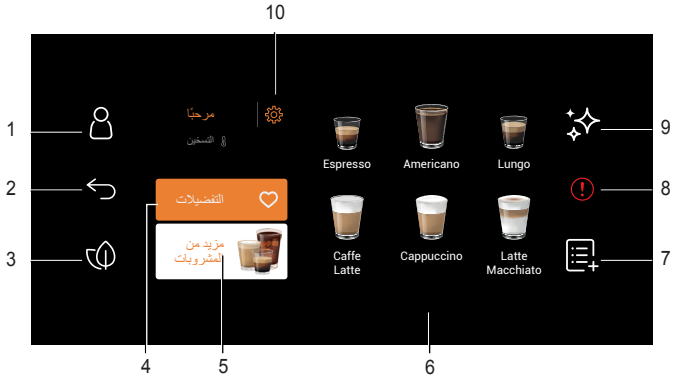 10
1
2
3
مرحبًا
التسخين
التفضيلات
مزيد من
المشروبات
Espresso
Americano
Lungo
Caffe
Latte
Cappuccino
Latte
Macchiato
9
8
7
4
5
6